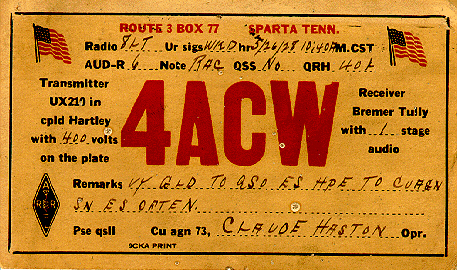 ROUTE 3 BOX 77 SPARTA TENN.
Radio 8LT Ur sigs WKD hr 3/26/28 10:40 A M. CST
AUD-R 6 Note RAC QSS No QRH 40A
Transmitter
UX210 in
cpld Hartley
with 400 volts
on the plate
4ACW
Receiver
Bremer Tully
with 1 stage
audio
Remarks VY GLD TO QSO ES HPE TO CUAGN
SN ES OFTEN.
Pse qsll Cu agn 73, CLAUDE HASTON Opr.
9CKA PRINT